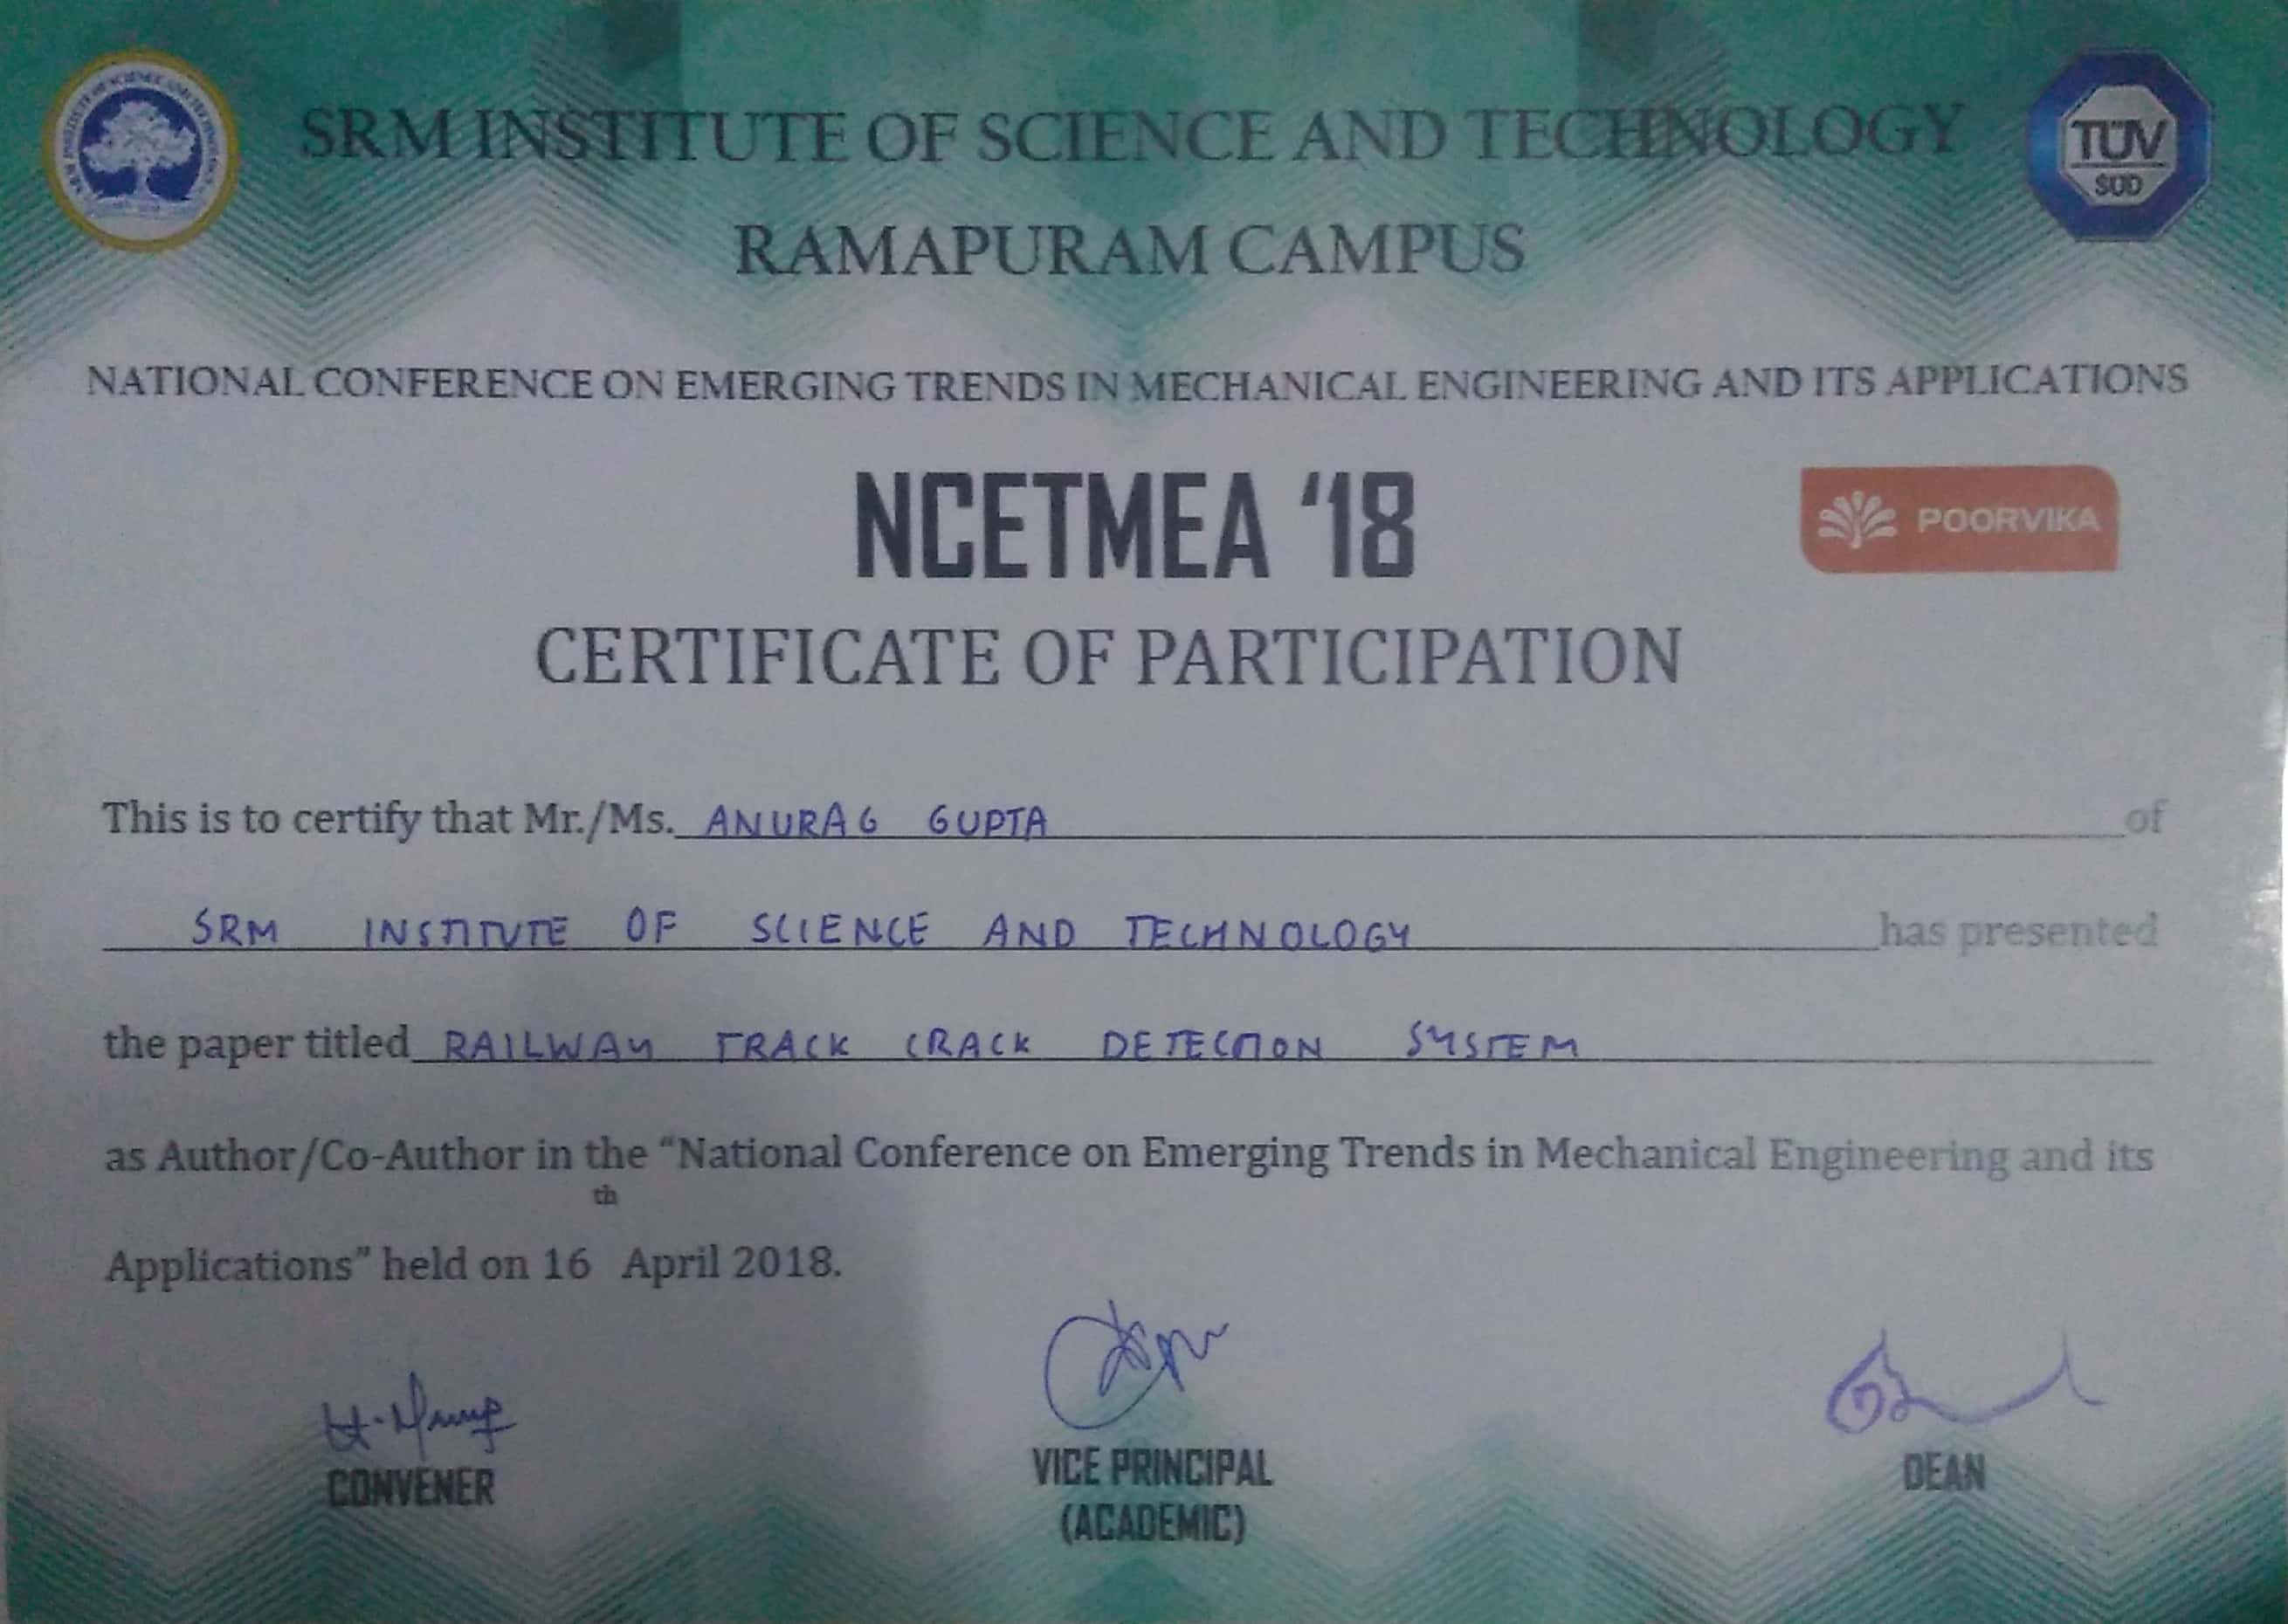 SRM INSTITUTE OF SCIENCE AND TECHNOLOGY
TÜV
SÜD
RAMAPURAM CAMPUS
NATIONAL CONFERENCE ON EMERGING TRENDS IN MECHANICAL ENGINEERING AND ITS APPLICATIONS
NCETMEA ‘18
POORVIKA
CERTIFICATE OF PARTICIPATION
This is to certify that Mr./Ms. ANURAG GUPTA of
SRM INSTITUTE OF SCIENCE AND TECHNOLOGY has presented
the paper titled RAILWAY TRACK CRACK DETECTION SYSTEM
as Author/Co-Author in the “National Conference on Emerging Trends in Mechanical Engineering and its
Applications” held on 16th April 2018.
CONVENER
VICE PRINCIPAL
(ACADEMIC)
DEAN